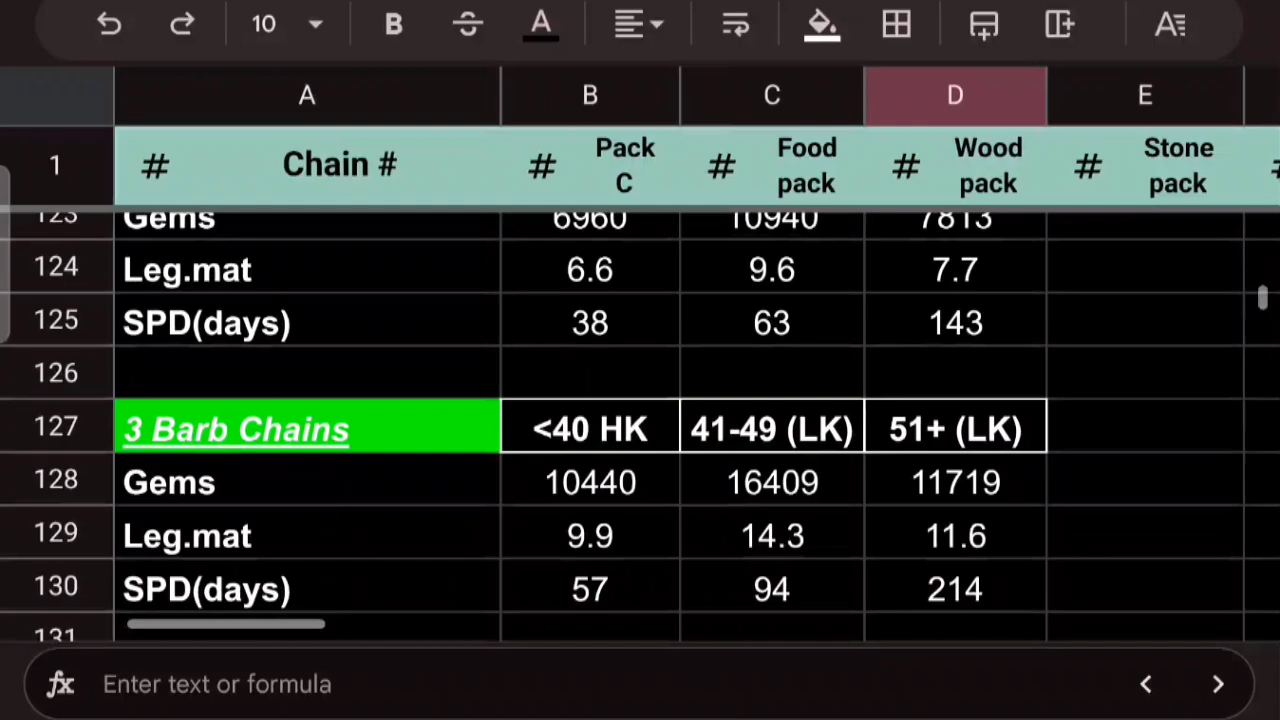 10 B S A A
A B C D E
1 # Chain # # Pack C # Food pack # Wood pack # Stone pack #
123 Gems 6960 10940 7813
124 Leg.mat 6.6 9.6 7.7
125 SPD(days) 38 63 143
126
127 3 Barb Chains <40 HK 41-49 (LK) 51+ (LK)
128 Gems 10440 16409 11719
129 Leg.mat 9.9 14.3 11.6
130 SPD(days) 57 94 214
131
fx Enter text or formula